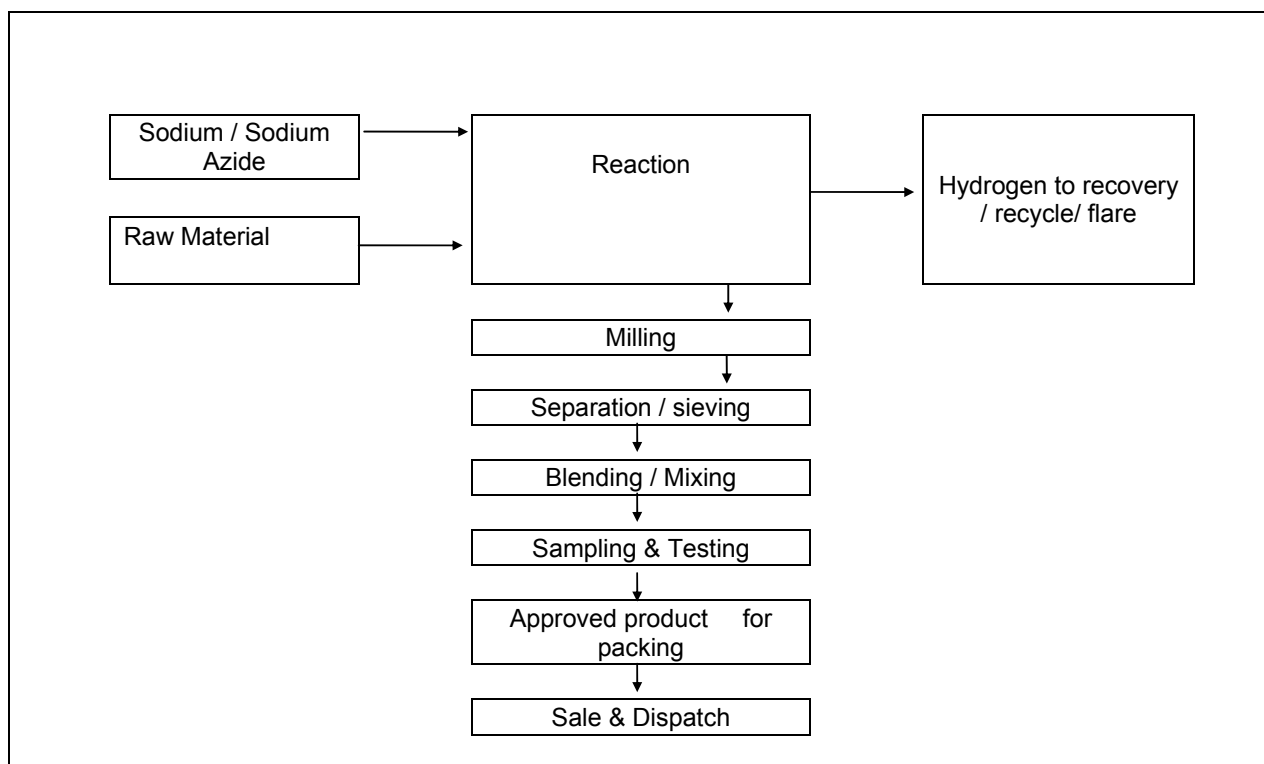 Sodium / Sodium
Azide
Reaction
Hydrogen to recovery
/ recycle/ flare
Raw Material
Milling
Separation / sieving
Blending / Mixing
Sampling & Testing
Approved product for
packing
Sale & Dispatch